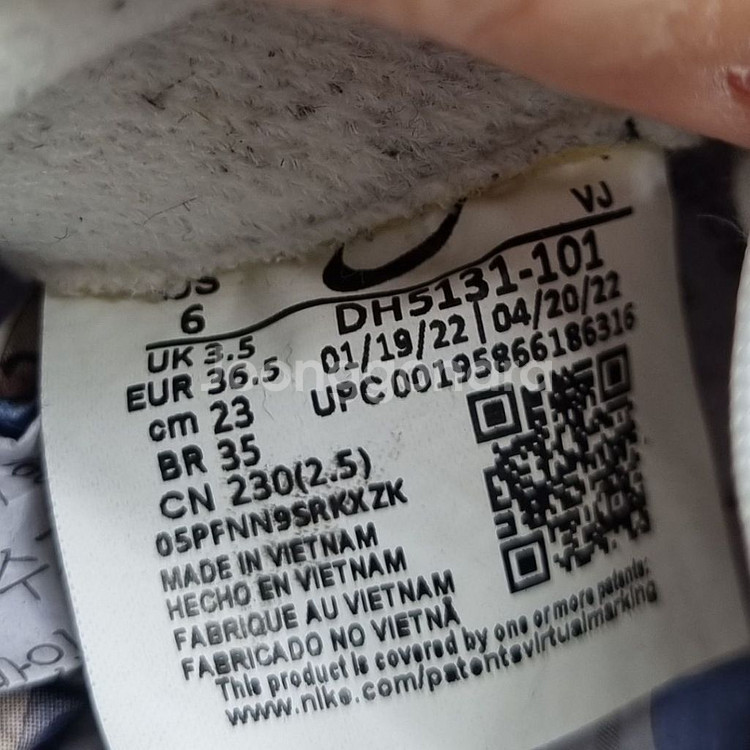 VJ
US
6
UK 3.5
EUR 36.5
cm 23
BR 35
CN 230(2.5)
DH5131-101
01/19/22 | 04/20/22
UPC 00195866186316
05PFNN9SRKXZK
MADE IN VIETNAM
HECHO EN VIETNAM
FABRIQUE AU VIETNAM
FABRICADO NO VIETNÃ
This product is covered by one or more patents:
www.nike.com/patentsvirtualmarking